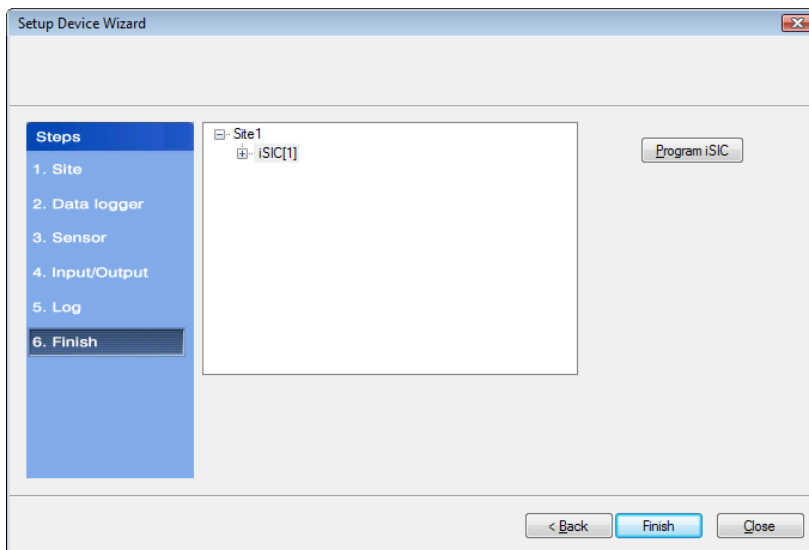 Setup Device Wizard
Steps
1. Site
2. Data logger
3. Sensor
4. Input/Output
5. Log
6. Finish
Site1
iSIC[1]
Program iSIC
< Back
Finish
Close